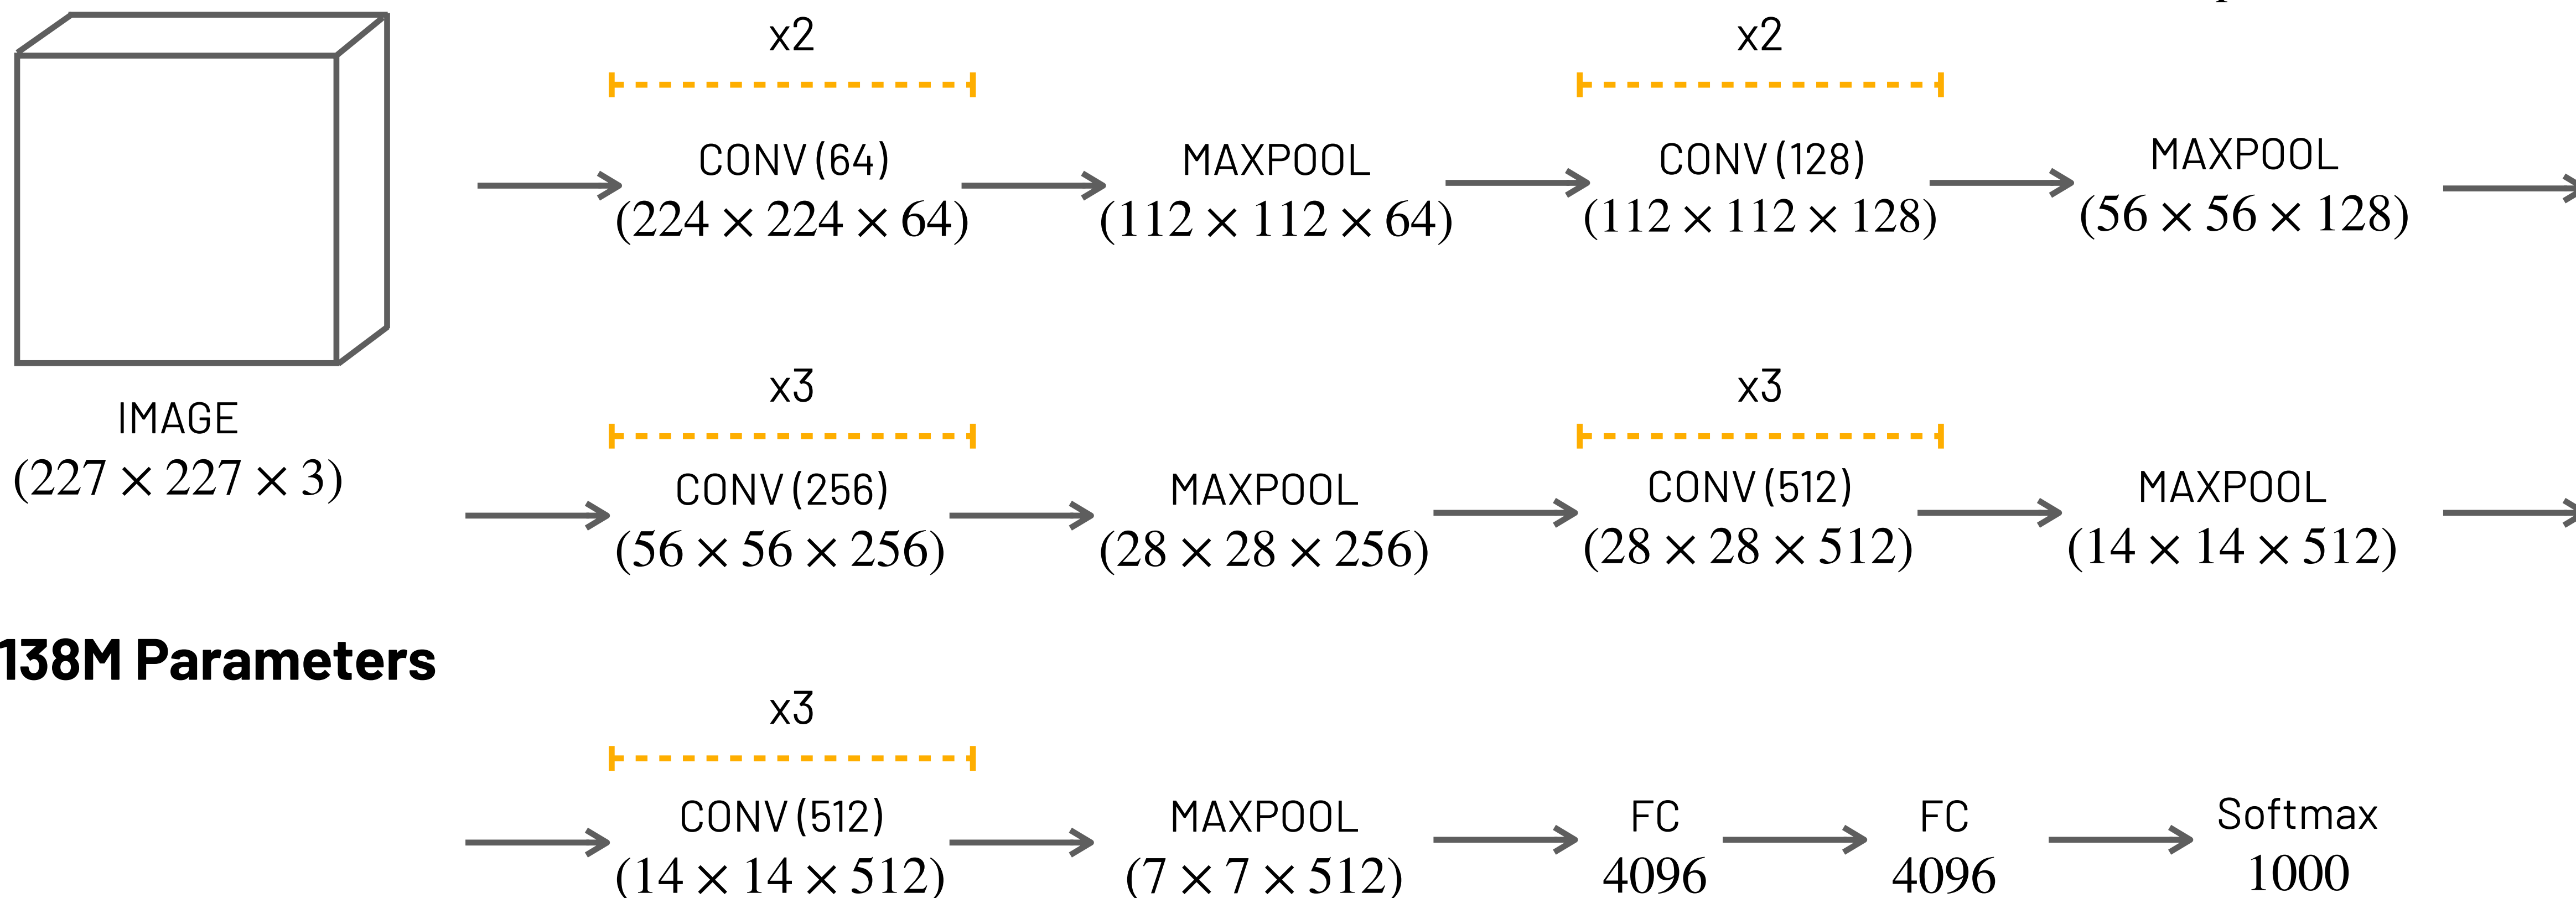 x2
x2
CONV (64)
(224 × 224 × 64)
MAXPOOL
(112 × 112 × 64)
CONV (128)
(112 × 112 × 128)
MAXPOOL
(56 × 56 × 128)
IMAGE
(227 × 227 × 3)
x3
x3
CONV (256)
(56 × 56 × 256)
MAXPOOL
(28 × 28 × 256)
CONV (512)
(28 × 28 × 512)
MAXPOOL
(14 × 14 × 512)
138M Parameters
x3
CONV (512)
(14 × 14 × 512)
MAXPOOL
(7 × 7 × 512)
FC
4096
FC
4096
Softmax
1000